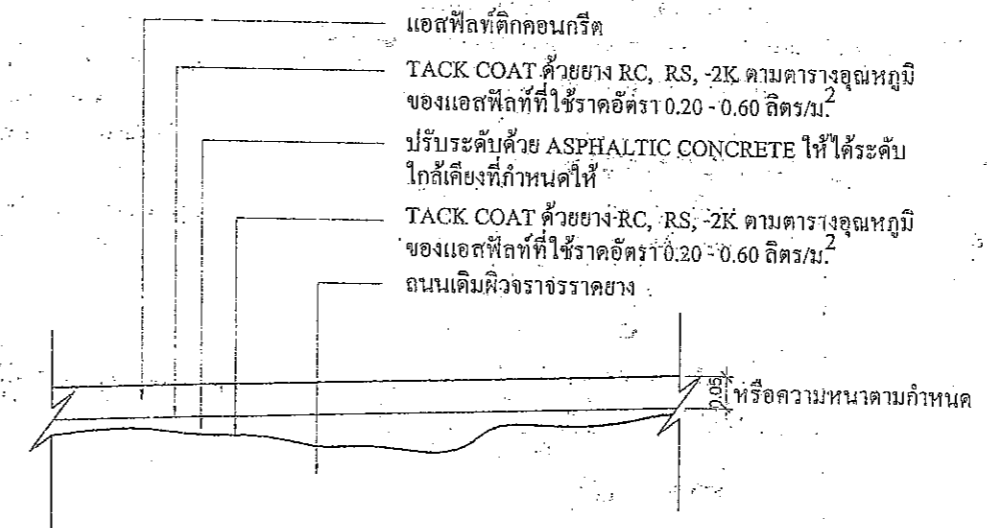 แอสฟัลท์ติกคอนกรีต
TACK COAT ด้วยยาง RC, RS, -2K ตามตารางอุณหภูมิ
ของแอสฟัลท์ที่ใช้ราดอัตรา 0.20 - 0.60 ลิตร/ม.2
ปรับระดับด้วย ASPHALTIC CONCRETE ให้ได้ระดับ
ใกล้เคียงที่กำหนดให้
TACK COAT ด้วยยาง RC, RS, -2K ตามตารางอุณหภูมิ
ของแอสฟัลท์ที่ใช้ราดอัตรา 0.20 - 0.60 ลิตร/ม.2
ถนนเดิมผิวจราจรราดยาง
0.05 หรือความหนาตามกำหนด